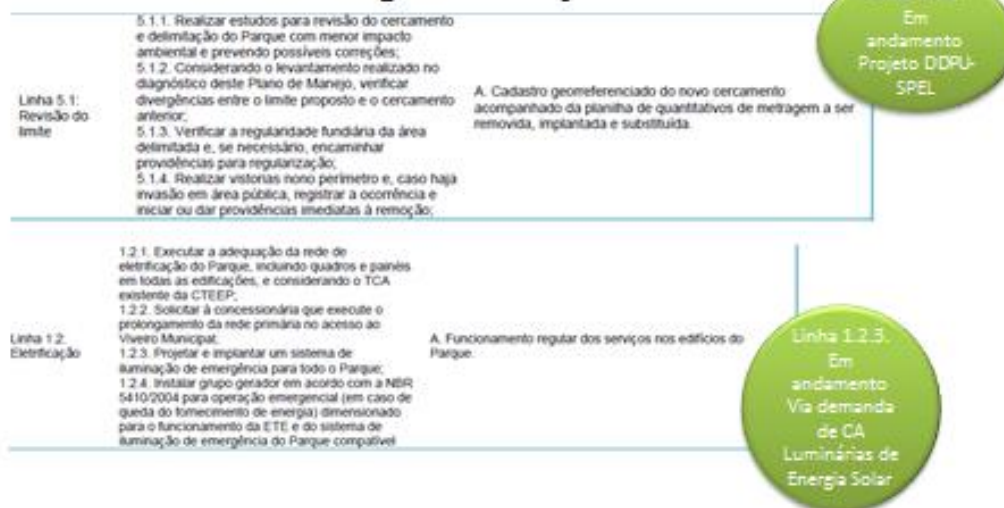 5.1.1. Realizar estudos para revisão do cercamento
e delimitação do Parque com menor impacto
ambiental e prevendo possíveis correções;
5.1.2. Considerando o levantamento realizado no
diagnóstico deste Plano de Manejo, verificar
divergências entre o limite proposto e o cercamento
anterior;
5.1.3. Verificar a regularidade fundiária da área
delimitada e, se necessário, encaminhar
providências para regularização;
5.1.4. Realizar vistorias nono perímetro e, caso haja
invasão em área pública, registrar a ocorrência e
iniciar ou dar providências imediatas à remoção;
Linha 5.1:
Revisão do
limite
A. Cadastro georreferenciado do novo cercamento
acompanhado da planilha de quantitativos de metragem a ser
removida, implantada e substituída.
Em
andamento
Projeto DDPU-
SPEL
1.2.1. Executar a adequação da rede de
eletrificação do Parque, incluindo quadros e painéis
em todas as edificações, e considerando o TCA
existente da CTEEP;
1.2.2. Solicitar à concessionária que execute o
prolongamento da rede primária no acesso ao
Viveiro Municipal;
1.2.3. Projetar e implantar um sistema de
iluminação de emergência para todo o Parque;
1.2.4. Instalar grupo gerador em acordo com a NBR
5410/2004 para operação emergencial (em caso de
queda do fornecimento de energia) dimensionado
para o funcionamento da ETE e do sistema de
iluminação de emergência do Parque compatível
Linha 1.2:
Eletrificação
A. Funcionamento regular dos serviços nos edifícios do
Parque.
Linha 1.2.3.
Em
andamento
Via demanda
de CA
Luminárias de
Energia Solar